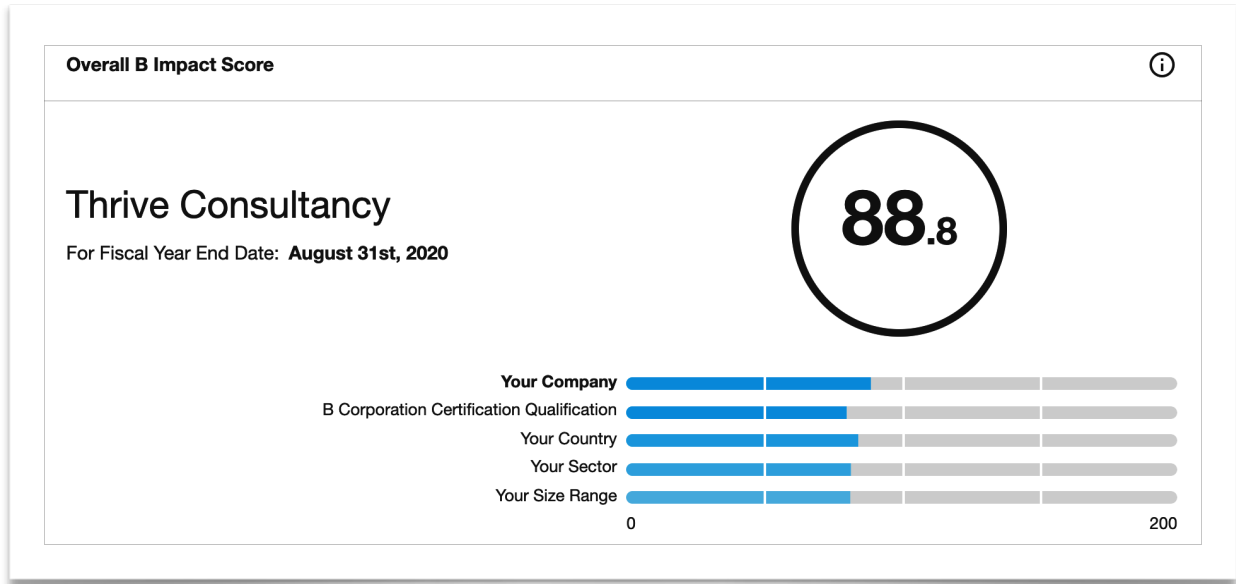 Overall B Impact Score
Thrive Consultancy
For Fiscal Year End Date: August 31st, 2020
88.8
Your Company
B Corporation Certification Qualification
Your Country
Your Sector
Your Size Range
0 200